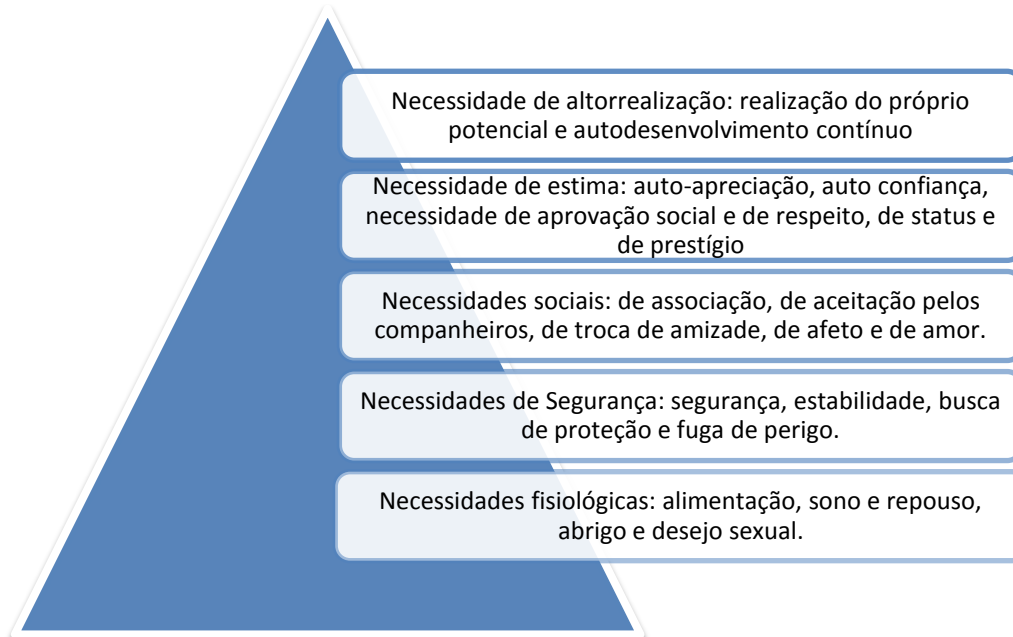 Necessidade de altorrealização: realização do próprio
potencial e autodesenvolvimento contínuo
Necessidade de estima: auto-apreciação, auto confiança,
necessidade de aprovação social e de respeito, de status e
de prestígio
Necessidades sociais: de associação, de aceitação pelos
companheiros, de troca de amizade, de afeto e de amor.
Necessidades de Segurança: segurança, estabilidade, busca
de proteção e fuga de perigo.
Necessidades fisiológicas: alimentação, sono e repouso,
abrigo e desejo sexual.